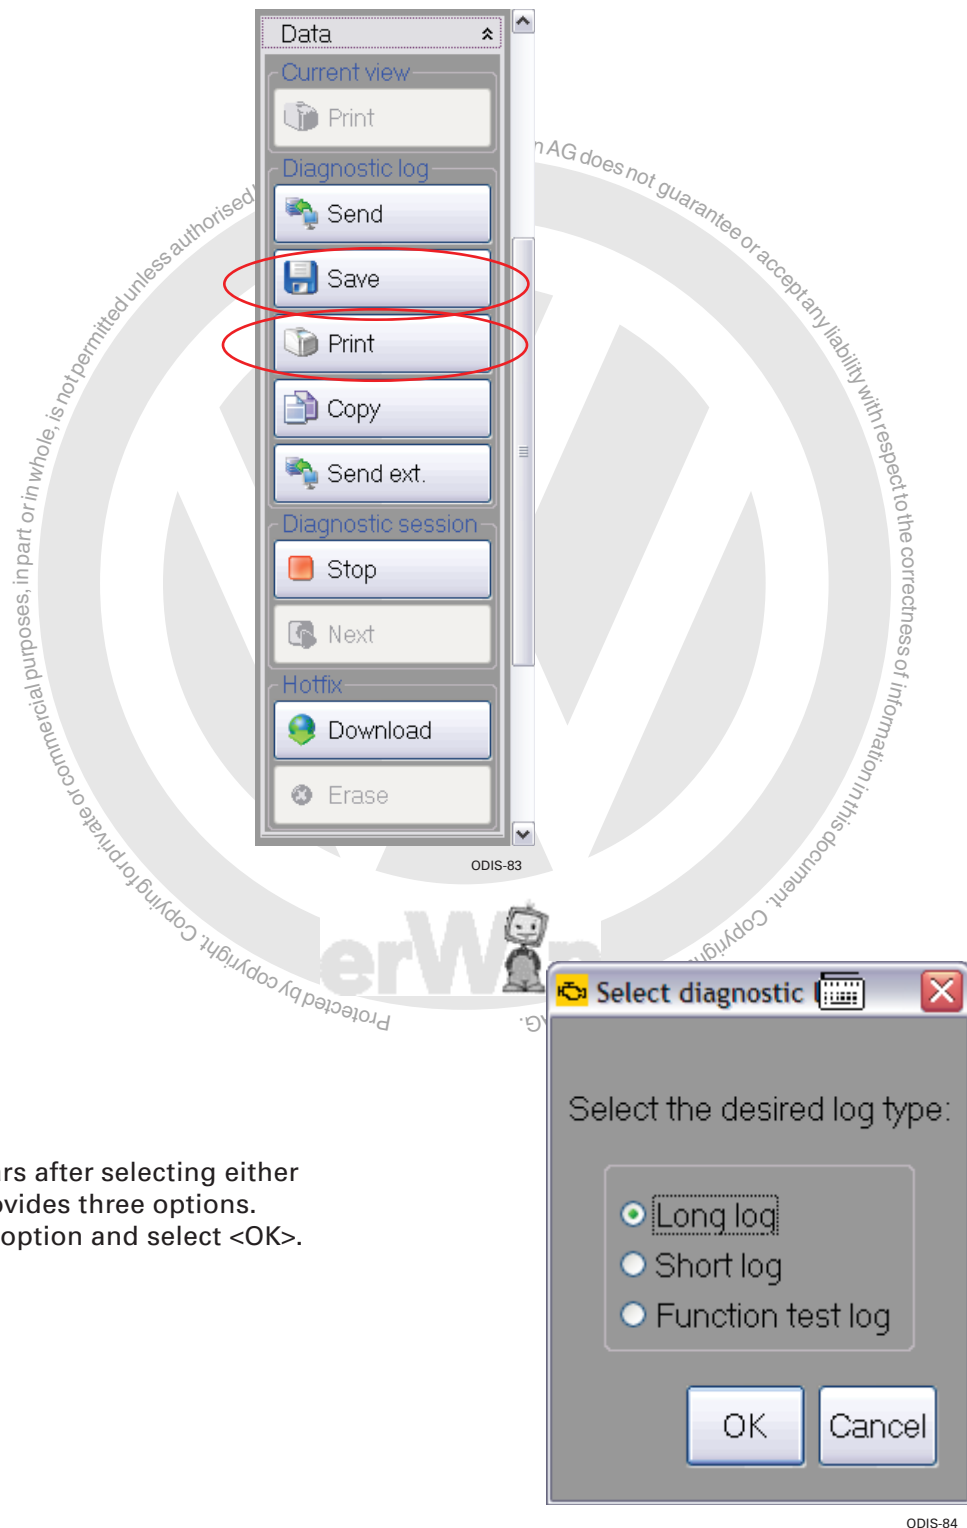 Data
Current view
Print
Diagnostic log
Send
Save
Print
Copy
Send ext.
Diagnostic session
Stop
Next
Hotfix
Download
Erase
ODIS-83
AG does not guarantee or accept any liability with respect to the correctness of information in this document. Copyright
AG.
Protected by copyright. Copying for private or commercial purposes, in part or in whole, is not permitted unless authorised
erWin
Select diagnostic
Select the desired log type:
Long log
Short log
Function test log
OK
Cancel
ODIS-84
after selecting either
three options.
option and select <OK>.